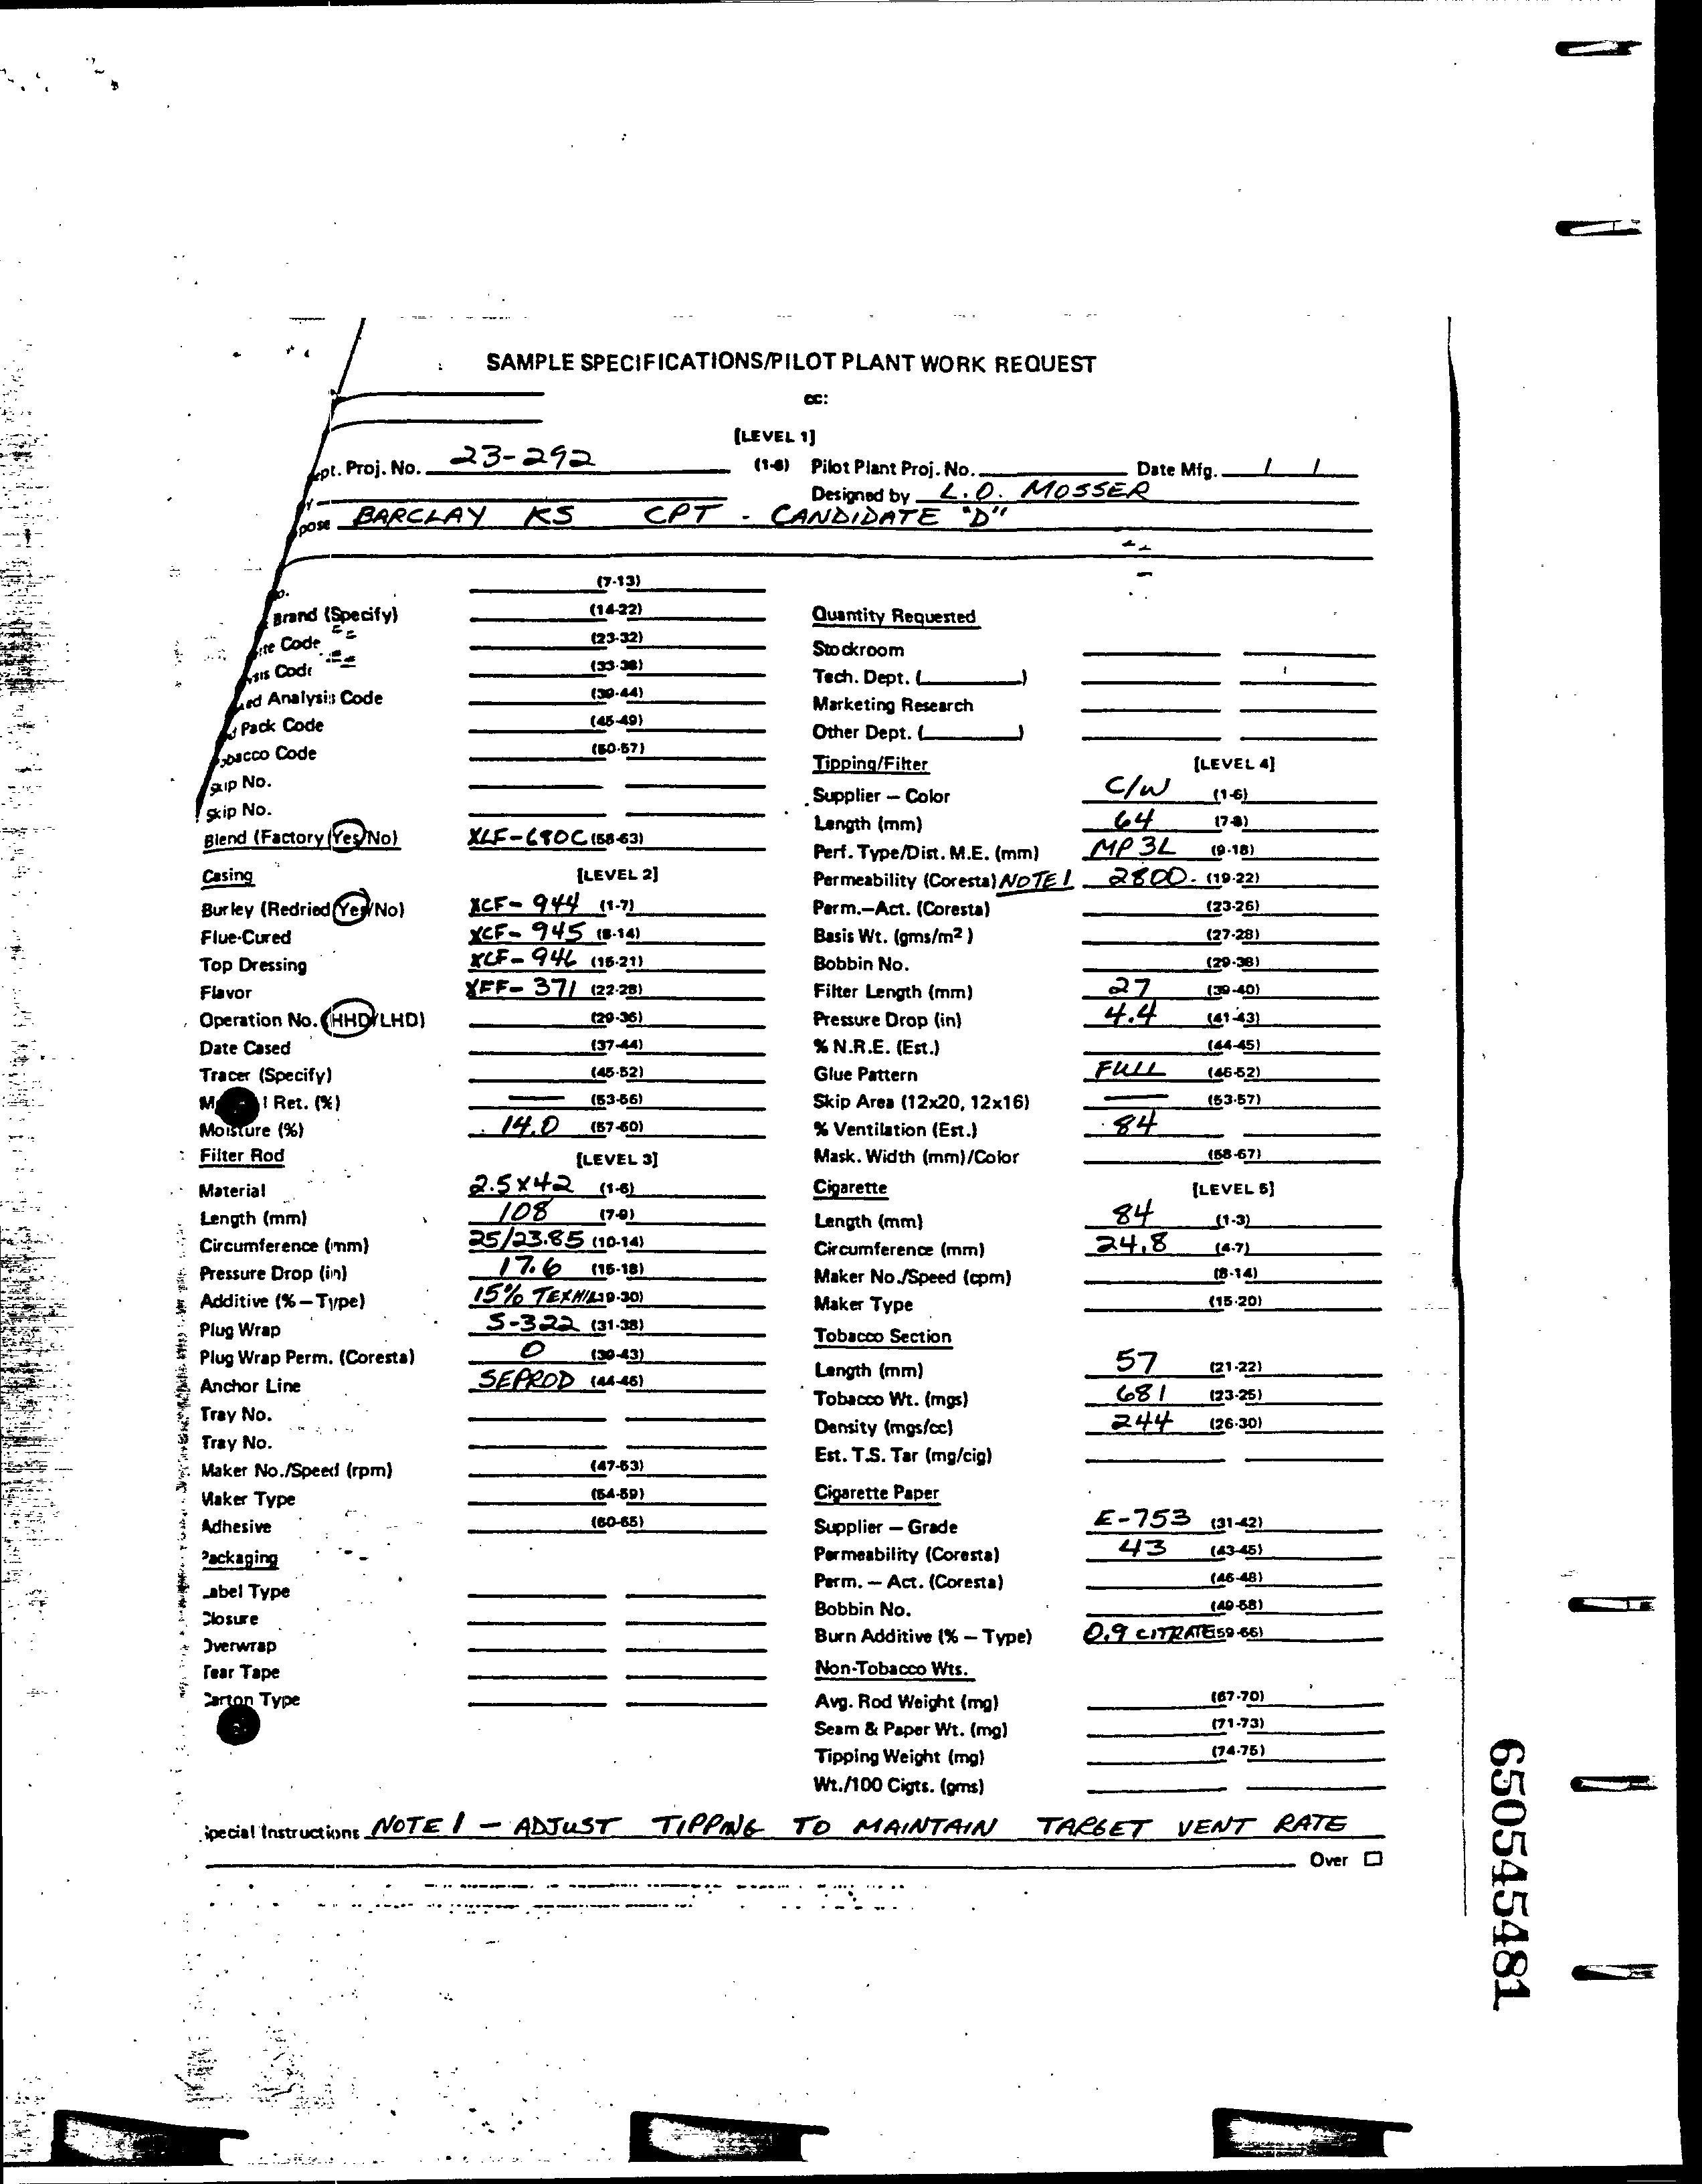 SAMPLE SPECIFICATIONS/PILOT PLANT WORK REQUEST
cc:
[LEVEL 1]
Proj. No. 23-292 (1-6) Pilot Plant Proj. No. Date Mfg. / /
Designed by L.O. MOSSER
pose BARCLAY KS CPT - CANDIDATE "D"
(7-13)
Brand (Specify) (14-22)
Code (23-32)
Code (33-38)
Analysis Code (39-44)
Pack Code (45-49)
Code (50-57)
Skip No.
Skip No.
Blend (Factory Yes/No) XLF-680C (58-63)
Casing [LEVEL 2]
Burley (Redried Yes/No) XCF-944 (1-7)
Flue-Cured XCF-945 (8-14)
Top Dressing XCF-946 (15-21)
Flavor XFF-371 (22-28)
Operation No. (HHD/LHD) (29-36)
Date Cased (37-44)
Tracer (Specify) (45-52)
Ret. (%) — (53-56)
Moisture (%) 14.0 (57-60)
Filter Rod [LEVEL 3]
Material 2.5X42 (1-6)
Length (mm) 108 (7-9)
Circumference (mm) 25/23.85 (10-14)
Pressure Drop (in) 17.6 (15-18)
Additive (% – Type) 15% (19-30)
Plug Wrap S-322 (31-38)
Plug Wrap Perm. (Coresta) 0 (39-43)
Anchor Line SEPROD (44-46)
Tray No.
Tray No.
Maker No./Speed (rpm) (47-53)
Maker Type (54-59)
Adhesive (60-65)
Packaging
Label Type
Closure
Overwrap
Tear Tape
Carton Type
Quantity Requested
Stockroom
Tech. Dept. ( )
Marketing Research
Other Dept. ( )
Tipping/Filter [LEVEL 4]
Supplier – Color C/W (1-6)
Length (mm) 64 (7-8)
Perf. Type/Dist. M.E. (mm) MP 3L (9-18)
Permeability (Coresta) NOTE 1 2800. (19-22)
Perm.–Act. (Coresta) (23-26)
Basis Wt. (gms/m²) (27-28)
Bobbin No. (29-38)
Filter Length (mm) 27 (39-40)
Pressure Drop (in) 4.4 (41-43)
% N.R.E. (Est.) (44-45)
Glue Pattern FULL (46-52)
Skip Area (12x20, 12x16) — (53-57)
% Ventilation (Est.) 84
Mask. Width (mm)/Color (58-67)
Cigarette [LEVEL 5]
Length (mm) 84 (1-3)
Circumference (mm) 24.8 (4-7)
Maker No./Speed (cpm) (8-14)
Maker Type (15-20)
Tobacco Section
Length (mm) 57 (21-22)
Tobacco Wt. (mgs) 681 (23-25)
Density (mgs/cc) 244 (26-30)
Est. T.S. Tar (mg/cig)
Cigarette Paper
Supplier – Grade E-753 (31-42)
Permeability (Coresta) 43 (43-45)
Perm. – Act. (Coresta) (46-48)
Bobbin No. (49-58)
Burn Additive (% – Type) 0.9 CITRATE (59-66)
Non-Tobacco Wts.
Avg. Rod Weight (mg) (67-70)
Seam & Paper Wt. (mg) (71-73)
Tipping Weight (mg) (74-75)
Wt./100 Cigts. (gms)
Special Instructions NOTE 1 – ADJUST TIPPING TO MAINTAIN TARGET VENT RATE
Over □
650545481